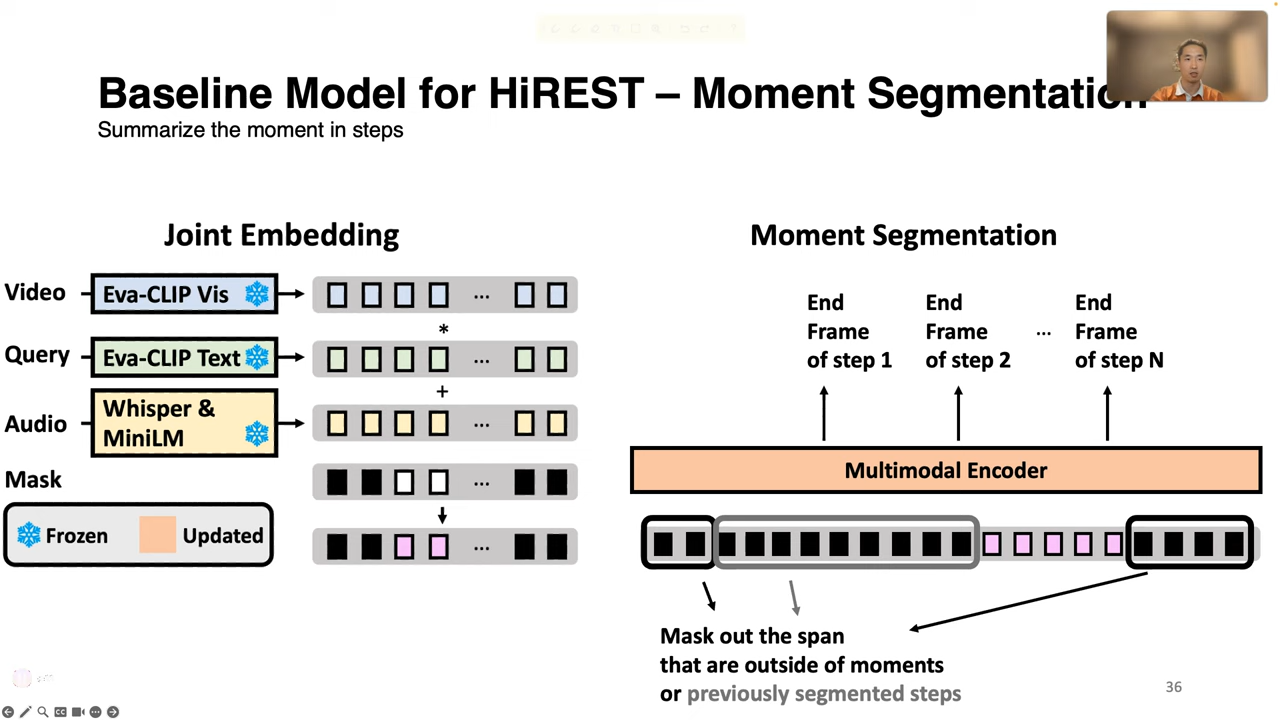 Baseline Model for HiREST – Moment Segmentation
Summarize the moment in steps
Joint Embedding
Video
Eva-CLIP Vis
...
*
Query
Eva-CLIP Text
...
+
Audio
Whisper &
MiniLM
...
Mask
...
Frozen
Updated
...
Moment Segmentation
End
Frame
of step 1
End
Frame
of step 2
...
End
Frame
of step N
Multimodal Encoder
Mask out the span
that are outside of moments
or previously segmented steps
36